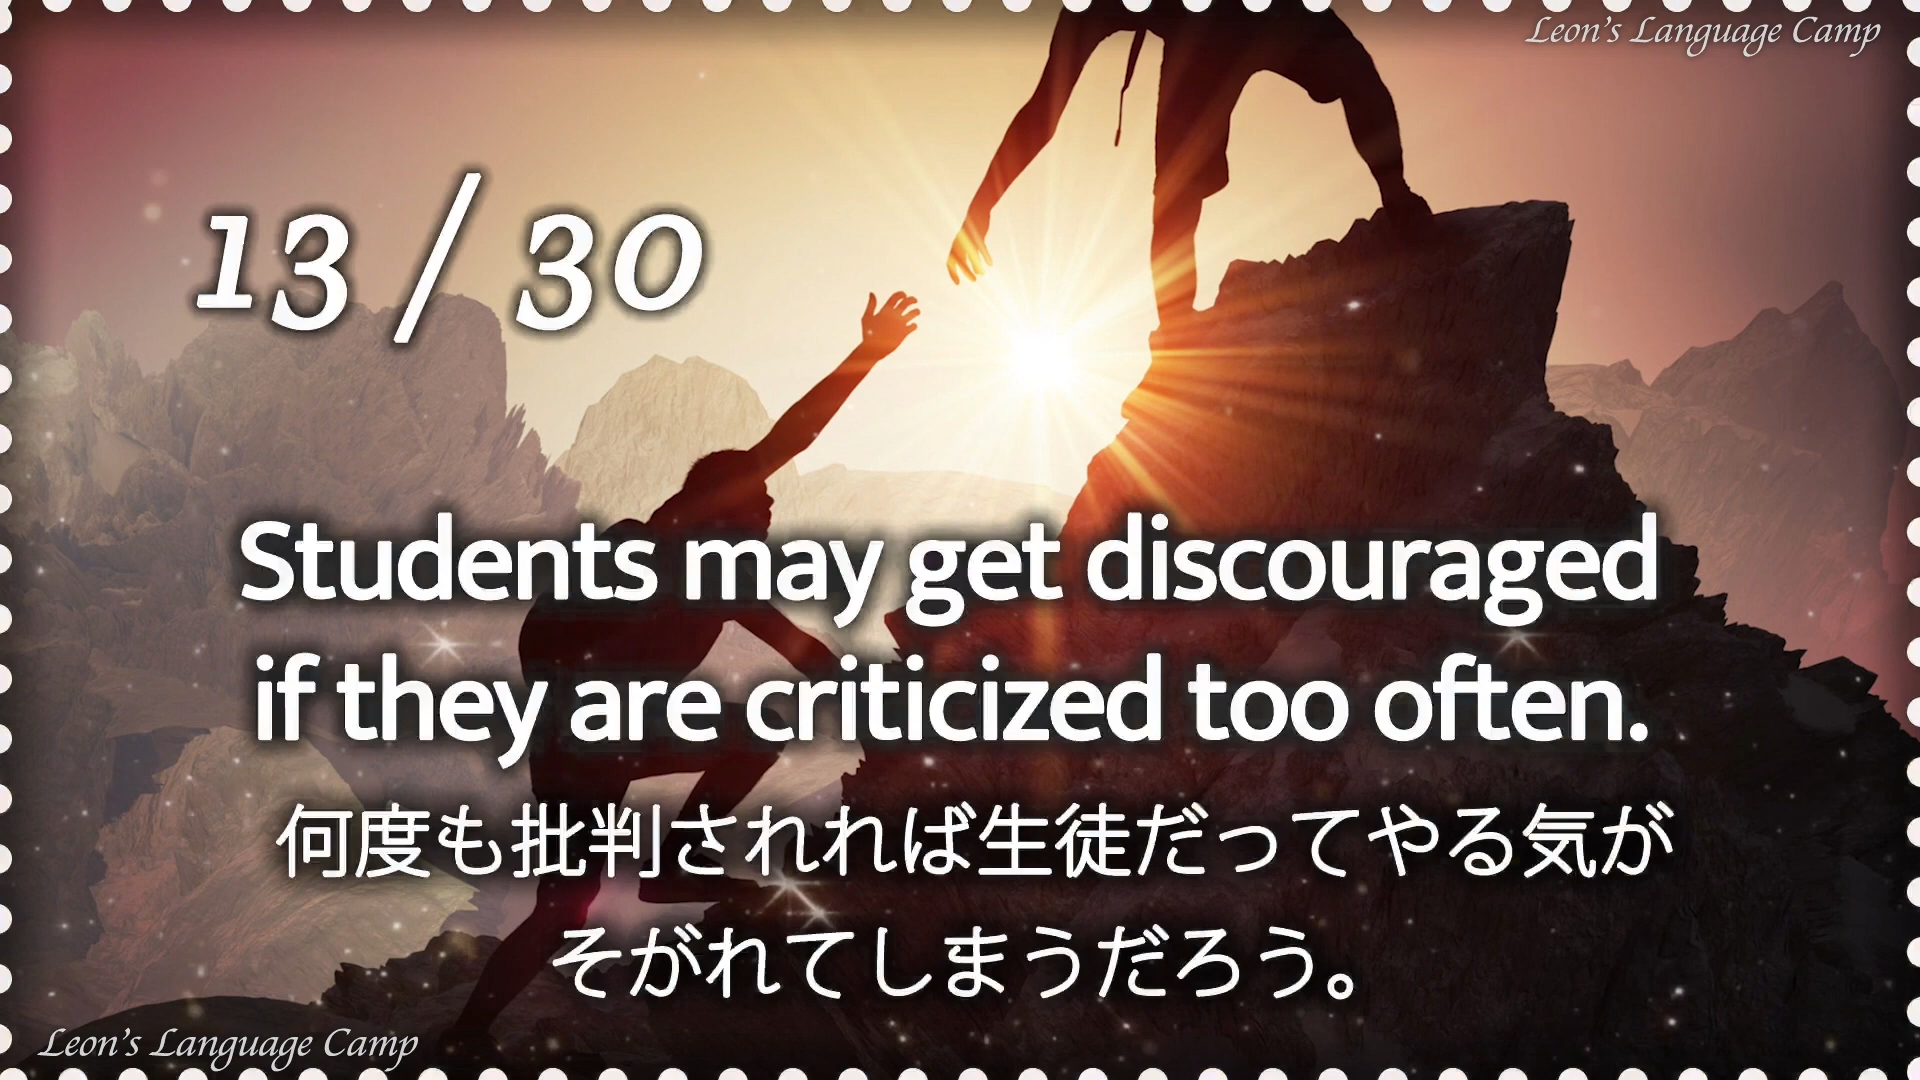 Leon's Language Camp
13 / 30
Students may get discouraged
if they are criticized too often.
何度も批判されれば生徒だってやる気が
そがれてしまうだろう。
Leon's Language Camp